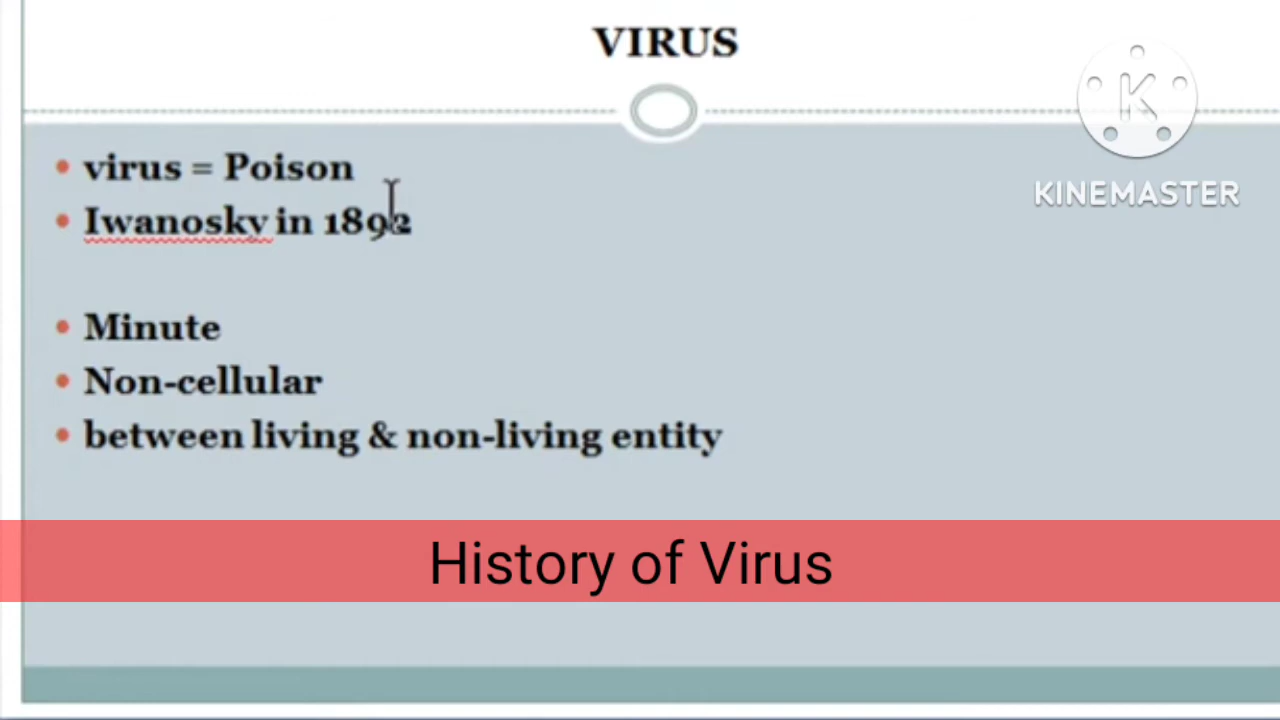 VIRUS
KINEMASTER
• virus = Poison
• Iwanosky in 1892
• Minute
• Non-cellular
• between living & non-living entity
History of Virus